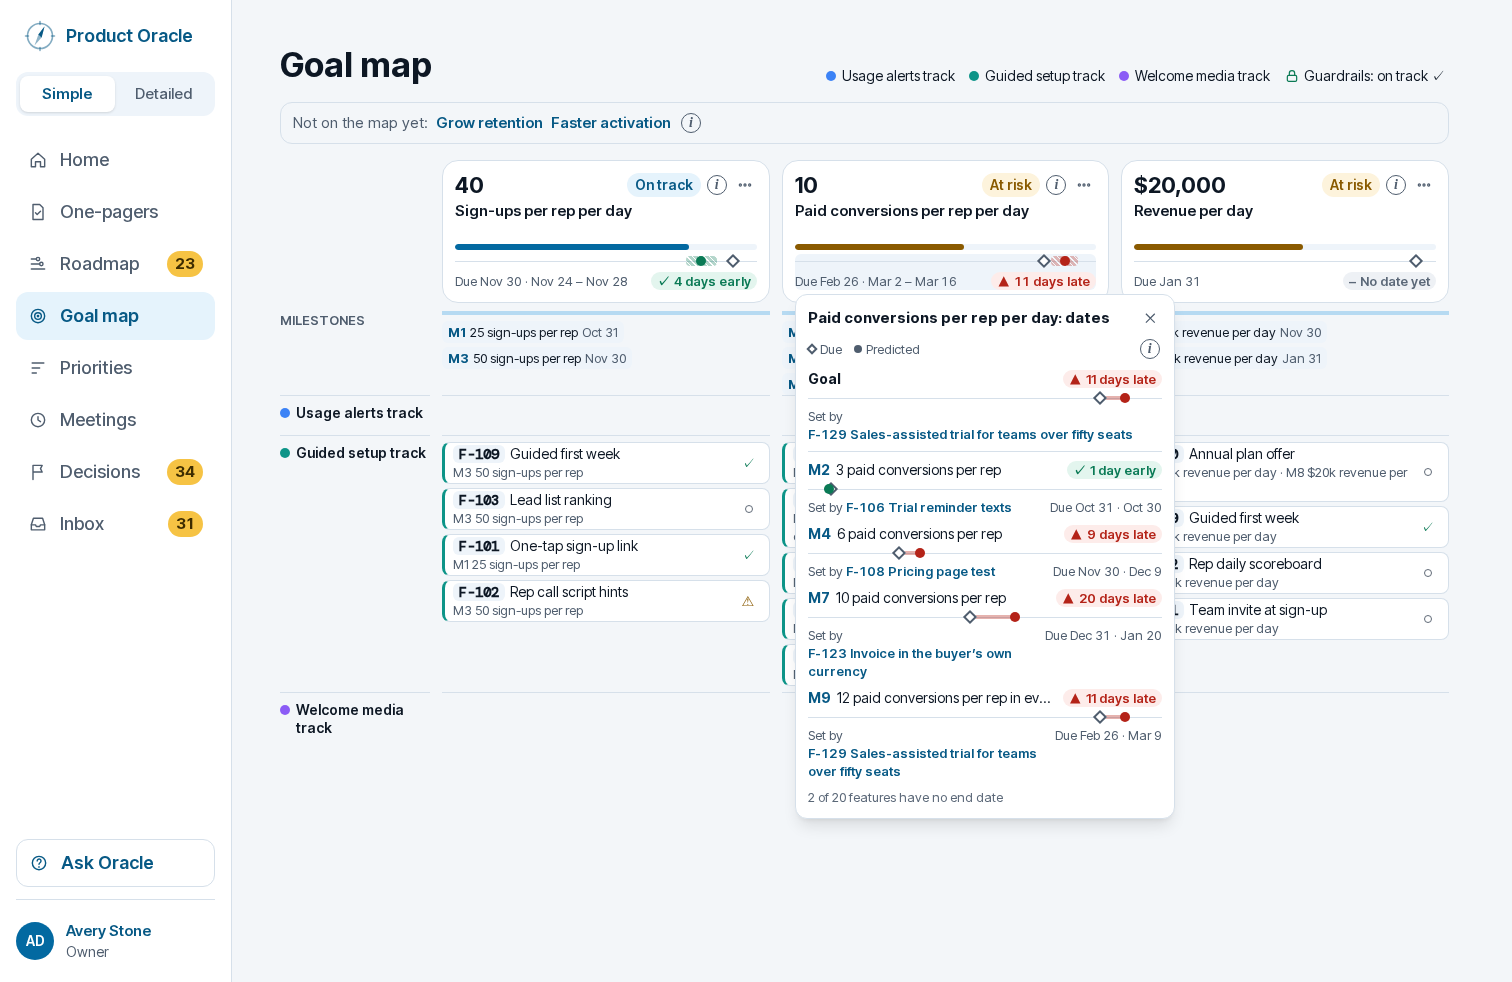 Product Oracle
Simple
Detailed
Home
One-pagers
Roadmap
23
Goal map
Priorities
Meetings
Decisions
34
Inbox
31
Ask Oracle
AD
Avery Stone
Owner
Goal map
Usage alerts track
Guided setup track
Welcome media track
Guardrails: on track ✓
Not on the map yet: Grow retention Faster activation i
40
On track
i
Sign-ups per rep per day
Due Nov 30 · Nov 24 – Nov 28
✓ 4 days early
10
At risk
i
Paid conversions per rep per day
Due Feb 26 · Mar 2 – Mar 16
▲ 11 days late
$20,000
At risk
i
Revenue per day
Due Jan 31
– No date yet
MILESTONES
M1 25 sign-ups per rep Oct 31
M3 50 sign-ups per rep Nov 30
k revenue per day Nov 30
k revenue per day Jan 31
Usage alerts track
Guided setup track
F-109 Guided first week
M3 50 sign-ups per rep
✓
F-103 Lead list ranking
M3 50 sign-ups per rep
F-101 One-tap sign-up link
M1 25 sign-ups per rep
✓
F-102 Rep call script hints
M3 50 sign-ups per rep
⚠
Annual plan offer
k revenue per day · M8 $20k revenue per
Guided first week
k revenue per day
✓
Rep daily scoreboard
k revenue per day
Team invite at sign-up
k revenue per day
Welcome media
track
Paid conversions per rep per day: dates
Due
Predicted
i
Goal
▲ 11 days late
Set by
F-129 Sales-assisted trial for teams over fifty seats
M2 3 paid conversions per rep
✓ 1 day early
Set by F-106 Trial reminder texts
Due Oct 31 · Oct 30
M4 6 paid conversions per rep
▲ 9 days late
Set by F-108 Pricing page test
Due Nov 30 · Dec 9
M7 10 paid conversions per rep
▲ 20 days late
Set by
Due Dec 31 · Jan 20
F-123 Invoice in the buyer’s own
currency
M9 12 paid conversions per rep in ev…
▲ 11 days late
Set by
Due Feb 26 · Mar 9
F-129 Sales-assisted trial for teams
over fifty seats
2 of 20 features have no end date